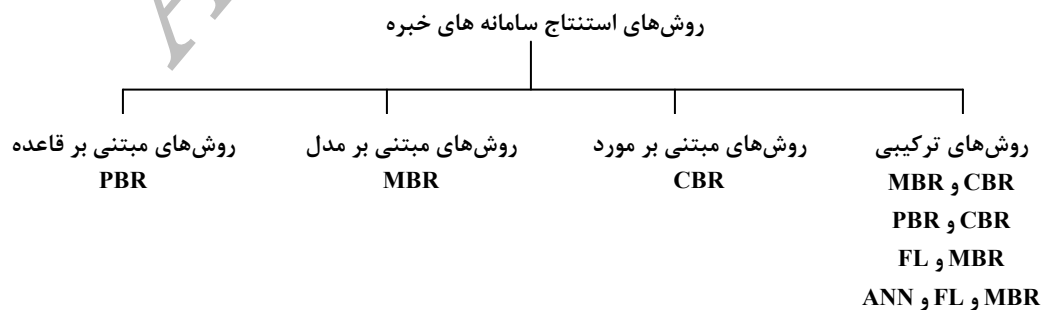 روش‌های استنتاج سامانه های خبره
روش‌های ترکیبی
CBR و MBR
CBR و PBR
MBR و FL
MBR و FL و ANN
روش‌های مبتنی بر مورد
CBR
روش‌های مبتنی بر مدل
MBR
روش‌های مبتنی بر قاعده
PBR